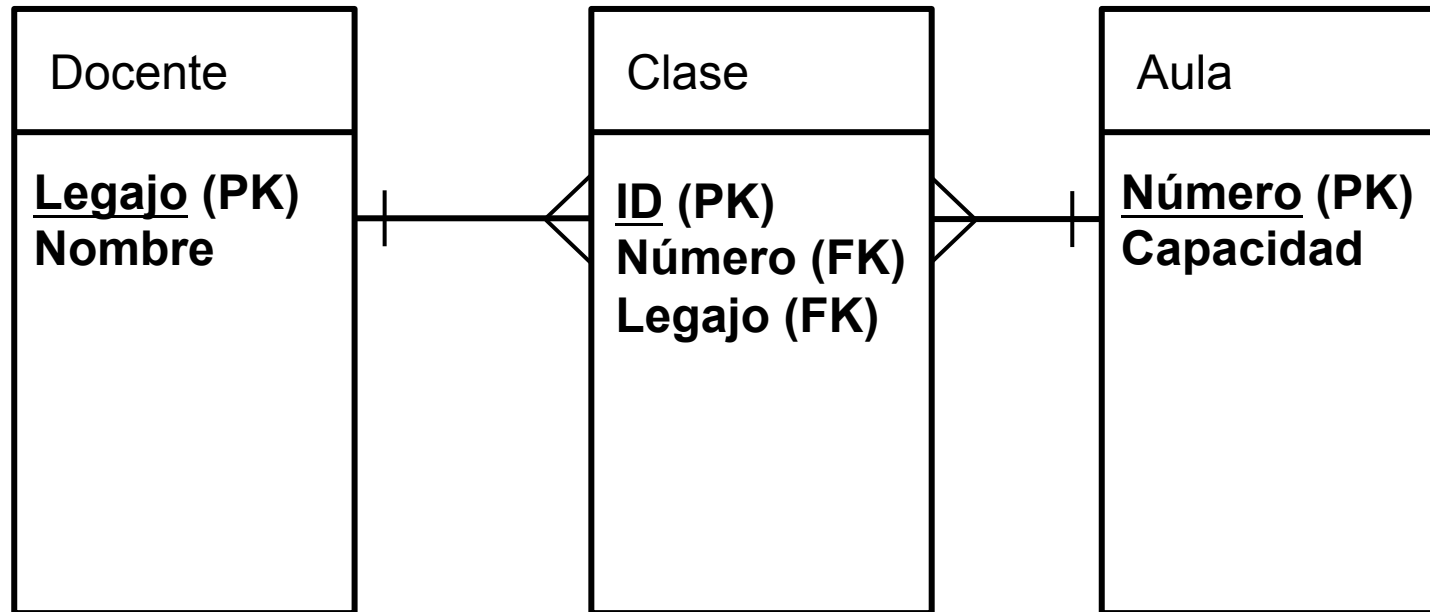 Docente
Legajo (PK)
Nombre
Clase
ID (PK)
Número (FK)
Legajo (FK)
Aula
Número (PK)
Capacidad